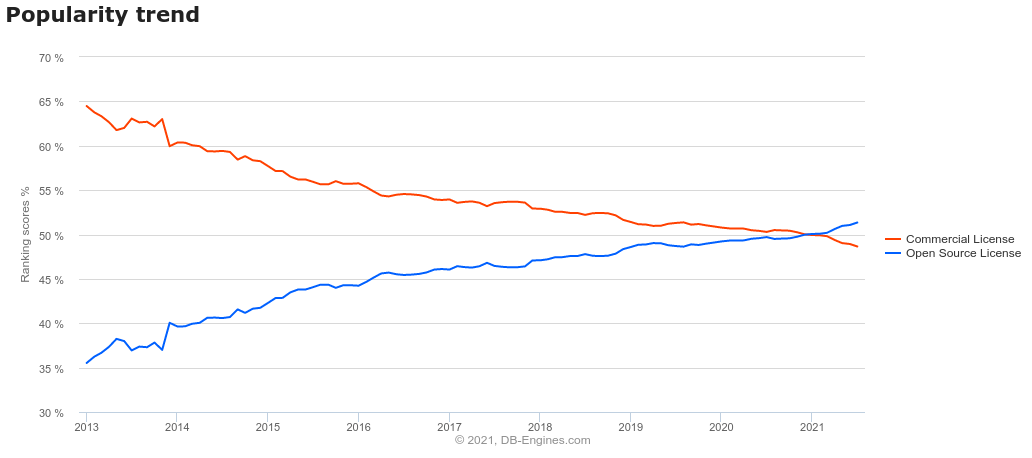 Popularity trend
70 %
65 %
60 %
55 %
50 %
45 %
40 %
35 %
30 %
Ranking scores %
2013 2014 2015 2016 2017 2018 2019 2020 2021
Commercial License
Open Source License
© 2021, DB-Engines.com